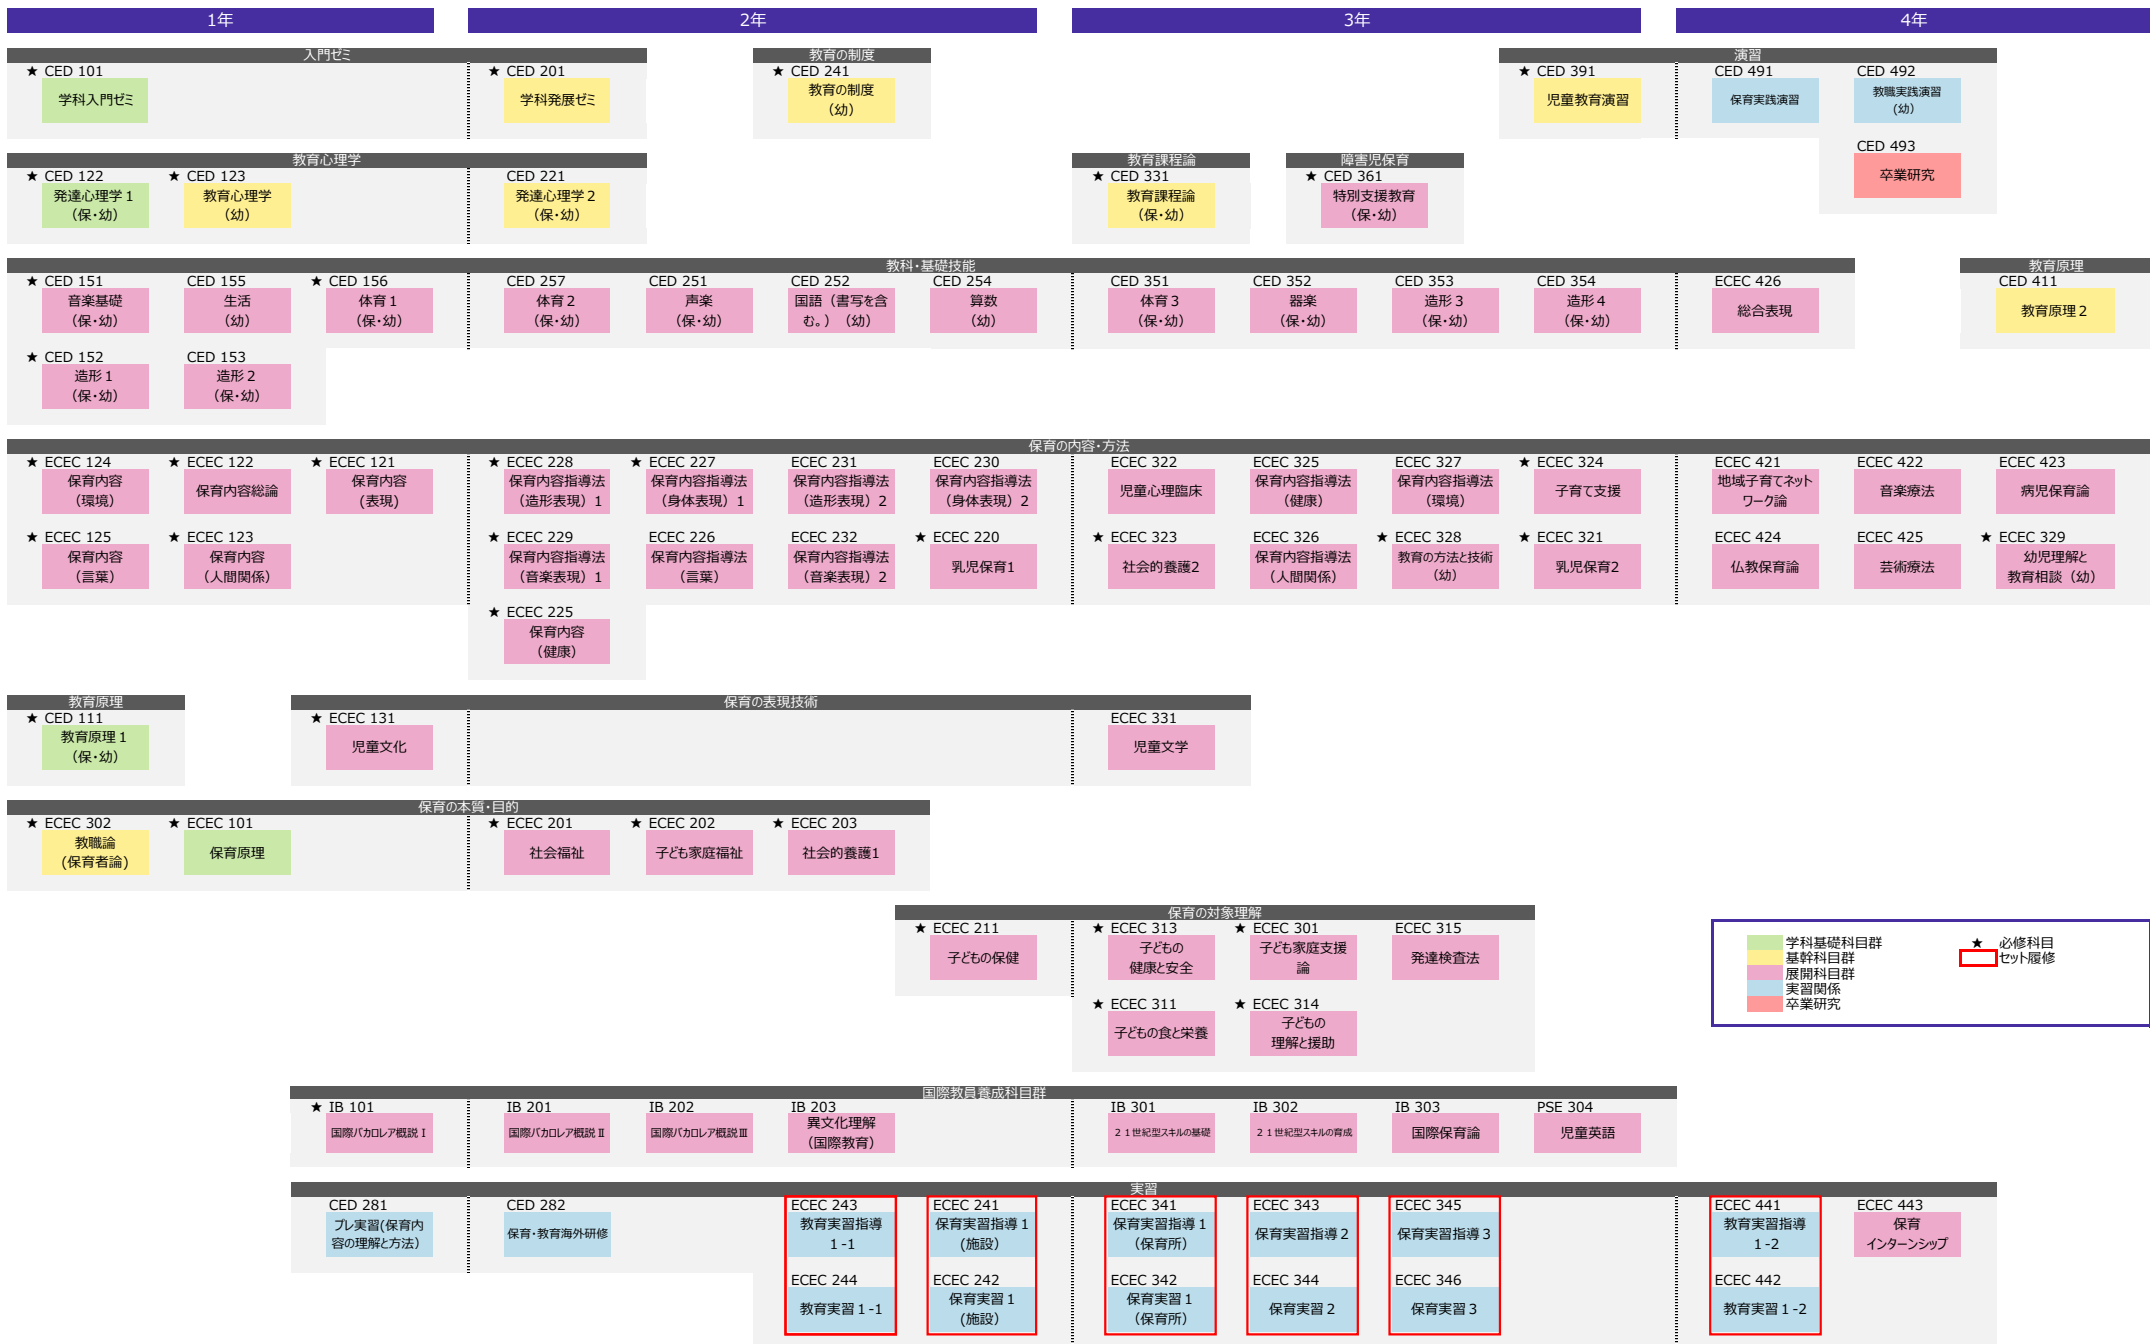 1年
2年
3年
4年
入門ゼミ
教育の制度
演習
★ CED 101
★ CED 201
★ CED 241
★ CED 391
CED 491
CED 492
学科入門ゼミ
学科発展ゼミ
教育の制度
（幼）
児童教育演習
保育実践演習
教職実践演習
(幼）
CED 493
卒業研究
教育心理学
教育課程論
障害児保育
★ CED 122
★ CED 123
CED 221
★ CED 331
★ CED 361
発達心理学１
（保・幼）
教育心理学
（幼）
発達心理学２
（保・幼）
教育課程論
（保・幼）
特別支援教育
（保・幼）
教科・基礎技能
教育原理
★ CED 151
CED 155
★ CED 156
CED 257
CED 251
CED 252
CED 254
CED 351
CED 352
CED 353
CED 354
ECEC 426
CED 411
音楽基礎
（保・幼）
生活
（幼）
体育１
（保・幼）
体育２
（保・幼）
声楽
（保・幼）
国語（書写を含
む。）（幼）
算数
（幼）
体育３
（保・幼）
器楽
（保・幼）
造形３
（保・幼）
造形４
（保・幼）
総合表現
教育原理２
★ CED 152
CED 153
造形１
（保・幼）
造形２
（保・幼）
保育の内容・方法
★ ECEC 124
★ ECEC 122
★ ECEC 121
★ ECEC 228
★ ECEC 227
ECEC 231
ECEC 230
ECEC 322
ECEC 325
ECEC 327
★ ECEC 324
ECEC 421
ECEC 422
ECEC 423
保育内容
（環境）
保育内容総論
保育内容
(表現)
保育内容指導法
（造形表現）1
保育内容指導法
（身体表現）1
保育内容指導法
（造形表現）2
保育内容指導法
（身体表現）2
児童心理臨床
保育内容指導法
（健康）
保育内容指導法
（環境）
子育て支援
地域子育てネット
ワーク論
音楽療法
病児保育論
★ ECEC 125
★ ECEC 123
★ ECEC 229
ECEC 226
ECEC 232
★ ECEC 220
★ ECEC 323
ECEC 326
★ ECEC 328
★ ECEC 321
ECEC 424
ECEC 425
★ ECEC 329
保育内容
（言葉）
保育内容
（人間関係）
保育内容指導法
（音楽表現）1
保育内容指導法
（言葉）
保育内容指導法
（音楽表現）2
乳児保育1
社会的養護2
保育内容指導法
（人間関係）
教育の方法と技術
（幼）
乳児保育2
仏教保育論
芸術療法
幼児理解と
教育相談（幼）
★ ECEC 225
保育内容
（健康）
教育原理
保育の表現技術
★ CED 111
★ ECEC 131
ECEC 331
教育原理１
（保・幼）
児童文化
児童文学
保育の本質・目的
★ ECEC 302
★ ECEC 101
★ ECEC 201
★ ECEC 202
★ ECEC 203
教職論
(保育者論)
保育原理
社会福祉
子ども家庭福祉
社会的養護1
保育の対象理解
★ ECEC 211
★ ECEC 313
★ ECEC 301
ECEC 315
子どもの保健
子どもの
健康と安全
子ども家庭支援
論
発達検査法
★ ECEC 311
★ ECEC 314
子どもの食と栄養
子どもの
理解と援助
学科基礎科目群
基幹科目群
展開科目群
実習関係
卒業研究
★ 必修科目
セット履修
国際教員養成科目群
★ IB 101
IB 201
IB 202
IB 203
IB 301
IB 302
IB 303
PSE 304
国際バカロレア概説Ⅰ
国際バカロレア概説Ⅱ
国際バカロレア概説Ⅲ
異文化理解
（国際教育）
２１世紀型スキルの基礎
２１世紀型スキルの育成
国際保育論
児童英語
実習
CED 281
CED 282
ECEC 243
ECEC 241
ECEC 341
ECEC 343
ECEC 345
ECEC 441
ECEC 443
プレ実習(保育内
容の理解と方法）
保育・教育海外研修
教育実習指導
１-1
保育実習指導１
(施設）
保育実習指導１
（保育所）
保育実習指導２
保育実習指導３
教育実習指導
１-2
保育
インターンシップ
ECEC 244
ECEC 242
ECEC 342
ECEC 344
ECEC 346
ECEC 442
教育実習１-1
保育実習１
(施設）
保育実習１
（保育所）
保育実習２
保育実習３
教育実習１-2